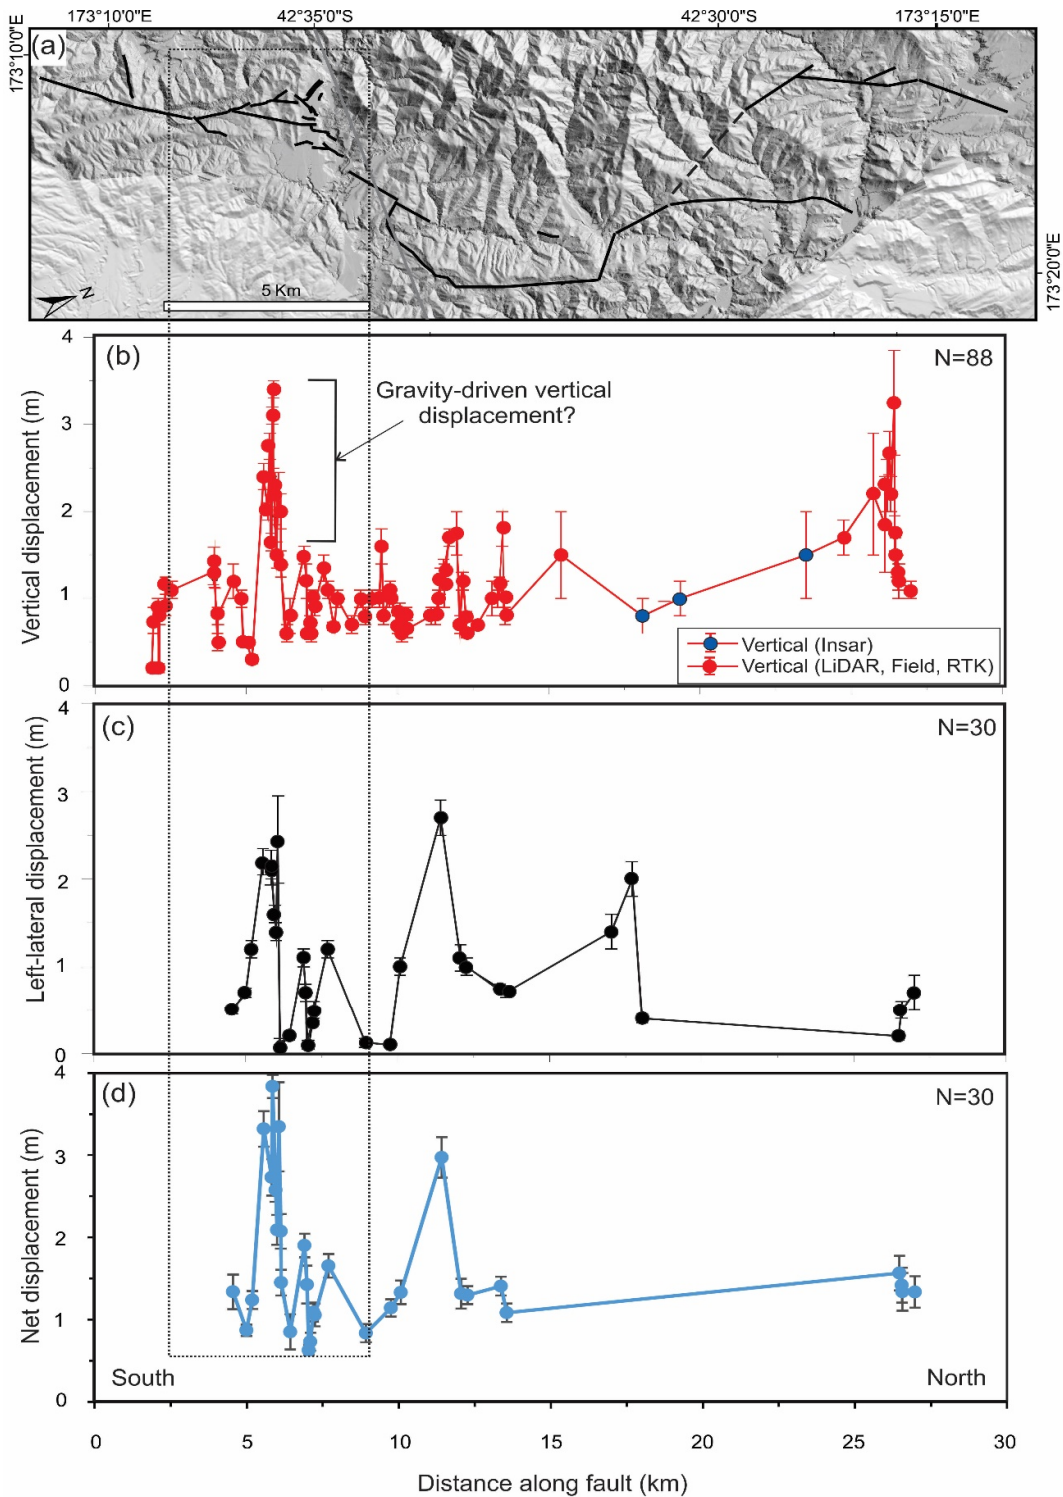 173°10'0"E 42°35'0"S 42°30'0"S 173°15'0"E
173°10'0"E
(a)
N
5 Km
173°20'0"E
(b)
N=88
Gravity-driven vertical
displacement?
Vertical displacement (m)
4
3
2
1
0
Vertical (Insar)
Vertical (LiDAR, Field, RTK)
(c)
N=30
Left-lateral displacement (m)
4
3
2
1
0
(d)
N=30
Net displacement (m)
4
3
2
1
0
South North
0 5 10 15 20 25 30
Distance along fault (km)